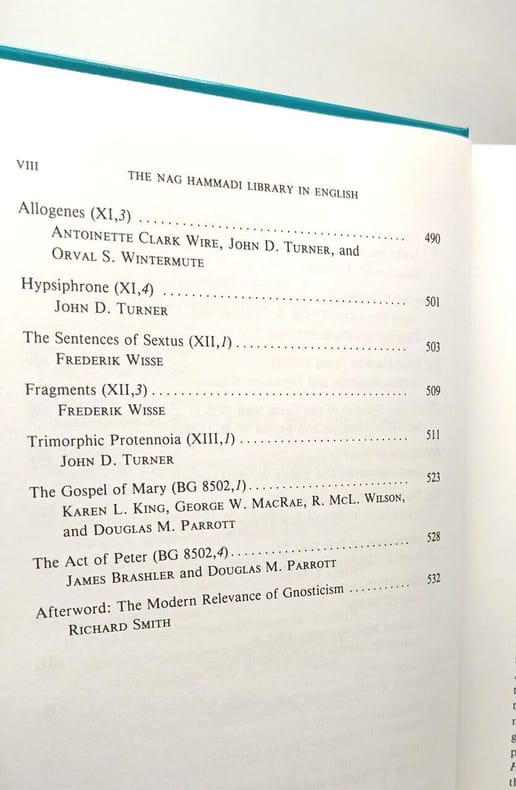 VIII
THE NAG HAMMADI LIBRARY IN ENGLISH
Allogenes (XI,3) ........................................ 490
ANTOINETTE CLARK WIRE, JOHN D. TURNER, and
ORVAL S. WINTERMUTE
Hypsiphrone (XI,4) ........................................ 501
JOHN D. TURNER
The Sentences of Sextus (XII,1) ........................... 503
FREDERIK WISSE
Fragments (XII,3) ........................................ 509
FREDERIK WISSE
Trimorphic Protennoia (XIII,1) ........................... 511
JOHN D. TURNER
The Gospel of Mary (BG 8502,1) ........................... 523
KAREN L. KING, GEORGE W. MACRAE, R. MCL. WILSON,
and DOUGLAS M. PARROTT
The Act of Peter (BG 8502,4) ........................... 528
JAMES BRASHLER and DOUGLAS M. PARROTT
Afterword: The Modern Relevance of Gnosticism ........... 532
RICHARD SMITH